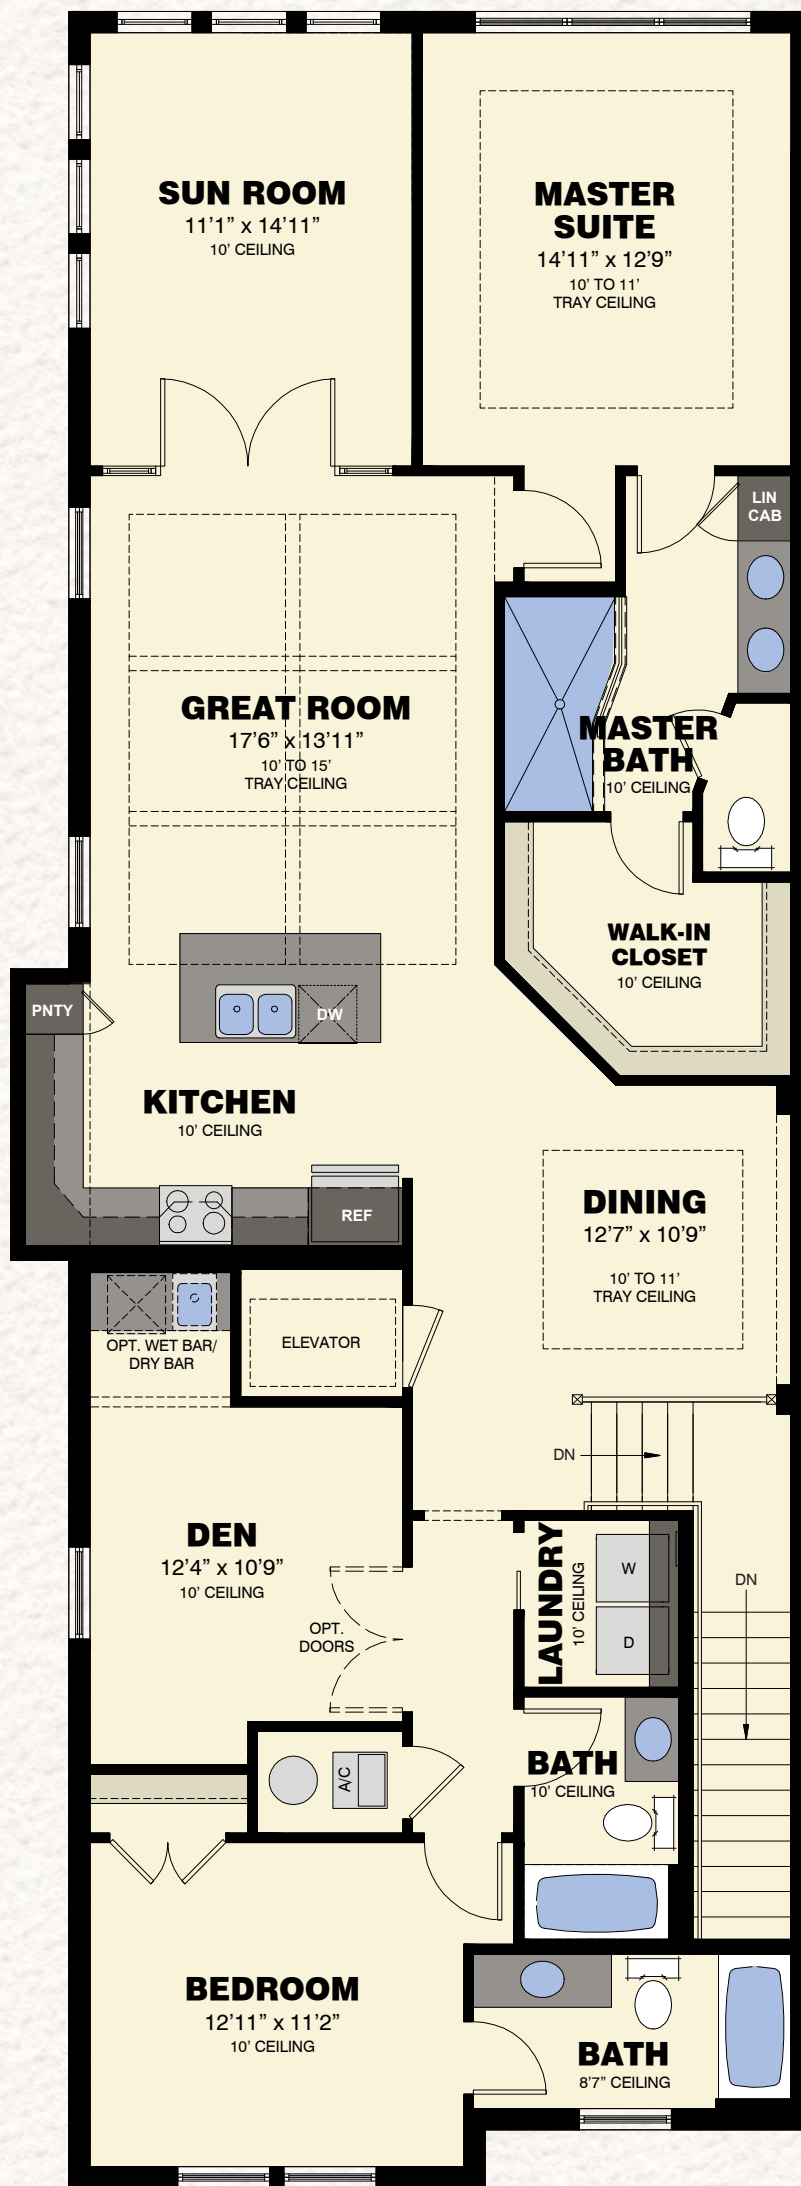 SUN ROOM
11'1" x 14'11"
10' CEILING
MASTER
SUITE
14'11" x 12'9"
10' TO 11'
TRAY CEILING
LIN
CAB
GREAT ROOM
17'6" x 13'11"
10' TO 15'
TRAY CEILING
MASTER
BATH
10' CEILING
WALK-IN
CLOSET
10' CEILING
PNTY
DW
KITCHEN
10' CEILING
REF
DINING
12'7" x 10'9"
10' TO 11'
TRAY CEILING
OPT. WET BAR/
DRY BAR
ELEVATOR
DN
DEN
12'4" x 10'9"
10' CEILING
OPT.
DOORS
LAUNDRY
10' CEILING
W
D
DN
A/C
BATH
10' CEILING
BEDROOM
12'11" x 11'2"
10' CEILING
BATH
8'7" CEILING